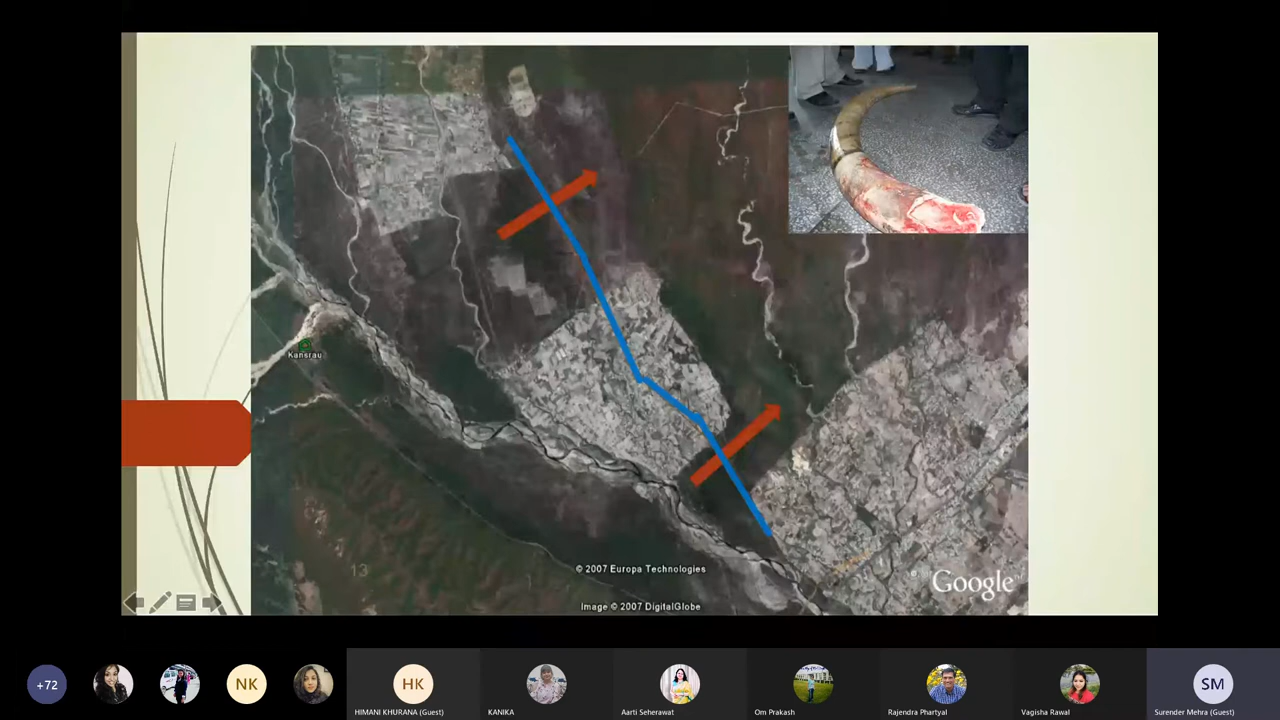 Kansrau
13
© 2007 Europa Technologies
Image © 2007 DigitalGlobe
Google
+72
NK
HK
SM
HIMANI KHURANA (Guest)
KANIKA
Aarti Seherawat
Om Prakash
Rajendra Phartyal
Vagisha Rawal
Surender Mehra (Guest)